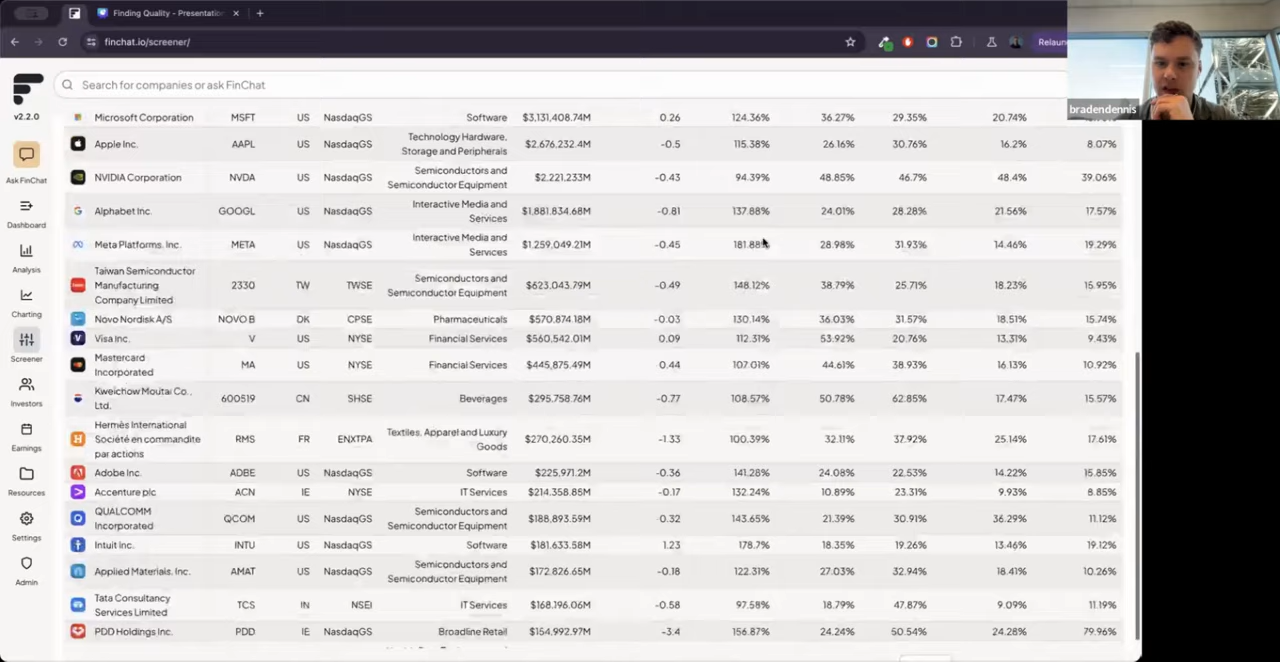 Finding Quality - Presentation
finchat.io/screener/
Relaun
v2.2.0
Search for companies or ask FinChat
bradendennis
Ask FinChat
Dashboard
Analysis
Charting
Screener
Investors
Earnings
Resources
Settings
Admin
Microsoft Corporation MSFT US NasdaqGS Software $3,131,408.74M 0.26 124.36% 36.27% 29.35% 20.74%
Apple Inc. AAPL US NasdaqGS Technology Hardware, Storage and Peripherals $2,676,232.4M -0.5 115.38% 26.16% 30.76% 16.2% 8.07%
NVIDIA Corporation NVDA US NasdaqGS Semiconductors and Semiconductor Equipment $2,221,233M -0.43 94.39% 48.85% 46.7% 48.4% 39.06%
Alphabet Inc. GOOGL US NasdaqGS Interactive Media and Services $1,881,834.68M -0.81 137.88% 24.01% 28.28% 21.56% 17.57%
Meta Platforms, Inc. META US NasdaqGS Interactive Media and Services $1,259,049.21M -0.45 181.88% 28.98% 31.93% 14.46% 19.29%
Taiwan Semiconductor Manufacturing Company Limited 2330 TW TWSE Semiconductors and Semiconductor Equipment $623,043.79M -0.49 148.12% 38.79% 25.71% 18.23% 15.95%
Novo Nordisk A/S NOVO B DK CPSE Pharmaceuticals $570,874.18M -0.03 130.14% 36.03% 31.57% 18.51% 15.74%
Visa Inc. V US NYSE Financial Services $560,542.01M 0.09 112.31% 53.92% 20.76% 13.31% 9.43%
Mastercard Incorporated MA US NYSE Financial Services $445,875.49M 0.44 107.01% 44.61% 38.97% 16.13% 10.92%
Kweichow Moutai Co., Ltd. 600519 CN SHSE Beverages $295,758.76M -0.77 108.57% 50.78% 62.85% 17.47% 15.57%
Hermès International Société en commandite par actions RMS FR ENXTPA Textiles, Apparel and Luxury Goods $270,260.35M -1.33 100.39% 32.11% 37.92% 25.14% 17.61%
Adobe Inc. ADBE US NasdaqGS Software $225,971.2M -0.36 141.28% 24.08% 22.53% 14.22% 15.85%
Accenture plc ACN IE NYSE IT Services $214,358.85M -0.17 132.24% 10.89% 23.31% 9.93% 8.85%
QUALCOMM Incorporated QCOM US NasdaqGS Semiconductors and Semiconductor Equipment $188,893.59M -0.32 143.65% 21.39% 30.91% 36.29% 11.12%
Intuit Inc. INTU US NasdaqGS Software $181,633.58M 1.23 178.7% 18.35% 19.26% 13.46% 19.12%
Applied Materials, Inc. AMAT US NasdaqGS Semiconductors and Semiconductor Equipment $172,826.65M -0.18 122.31% 27.03% 32.94% 18.41% 10.26%
Tata Consultancy Services Limited TCS IN NSEI IT Services $168,196.06M -0.58 97.58% 18.79% 47.87% 9.09% 11.19%
PDD Holdings Inc. PDD IE NasdaqGS Broadline Retail $154,992.97M -3.4 156.87% 24.24% 50.54% 24.28% 79.96%